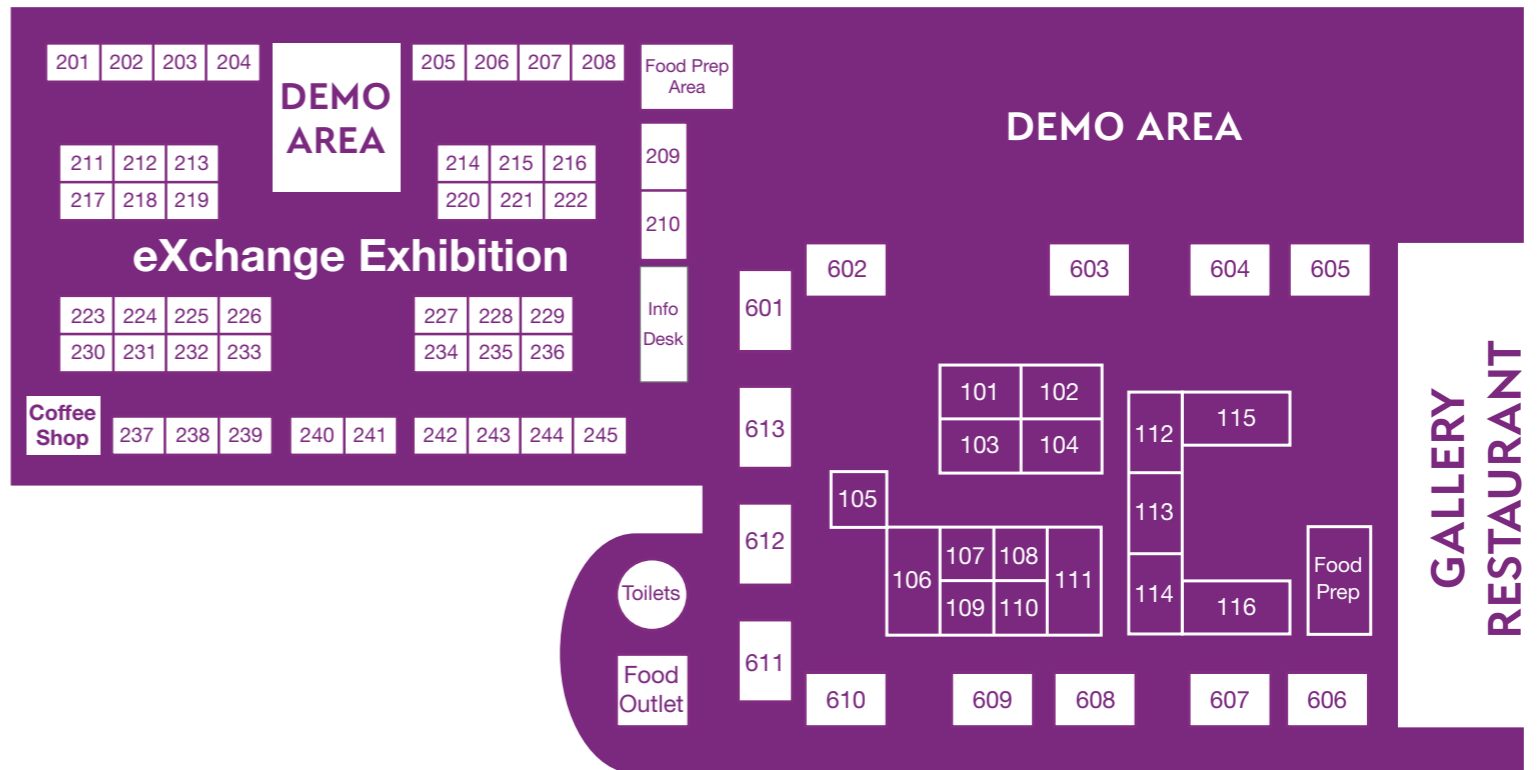 201 202 203 204
DEMO
AREA
205 206 207 208
Food Prep
Area
211 212 213
217 218 219
214 215 216
220 221 222
209
210
eXchange Exhibition
Info
Desk
223 224 225 226
230 231 232 233
227 228 229
234 235 236
Coffee
Shop
237 238 239
240 241
242 243 244 245
DEMO AREA
601
602
603
604
605
613
612
611
101 102
103 104
105
106
107 108
109 110
111
112
113
114
115
116
Food
Prep
GALLERY
RESTAURANT
Toilets
Food
Outlet
610
609
608
607
606